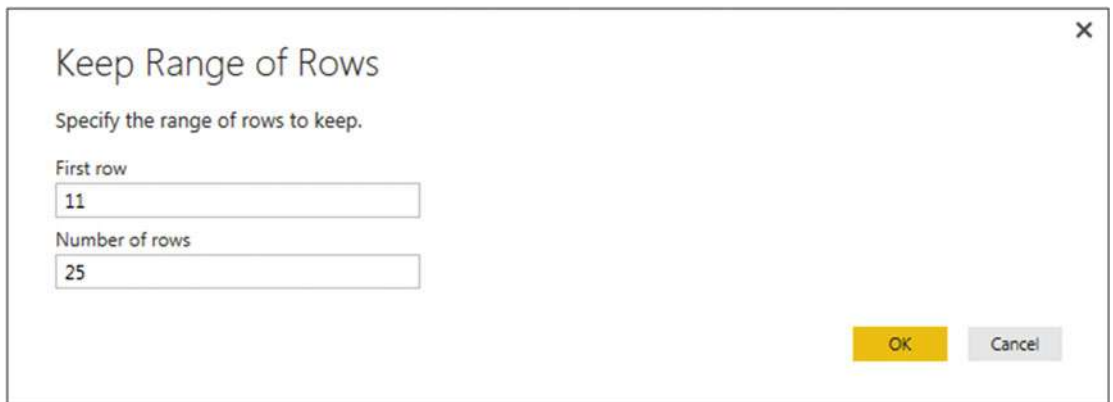 Keep Range of Rows
Specify the range of rows to keep.
First row
11
Number of rows
25
OK Cancel